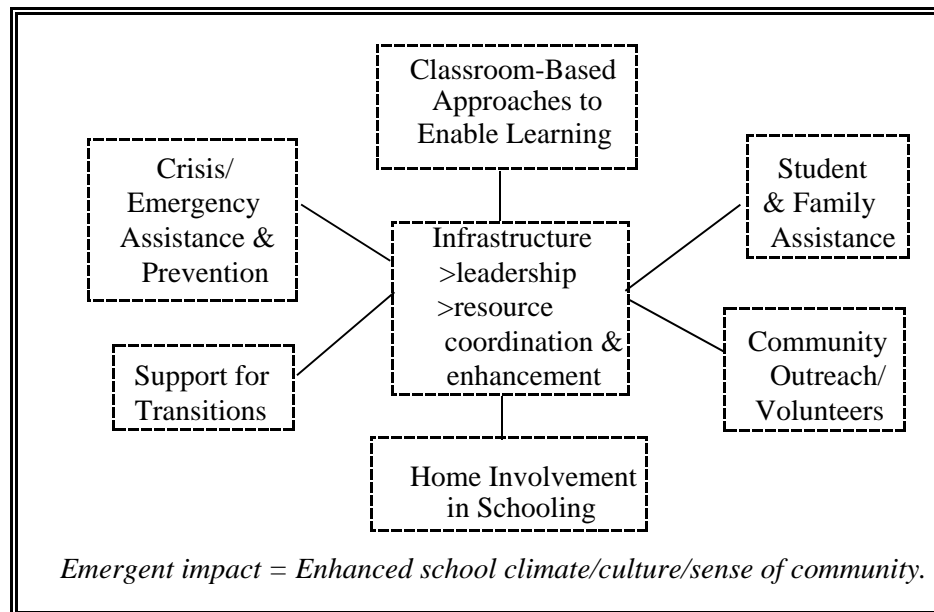 Classroom-Based
Approaches to
Enable Learning
Crisis/
Emergency
Assistance &
Prevention
Student
& Family
Assistance
Infrastructure
>leadership
>resource
coordination &
enhancement
Support for
Transitions
Community
Outreach/
Volunteers
Home Involvement
in Schooling
Emergent impact = Enhanced school climate/culture/sense of community.